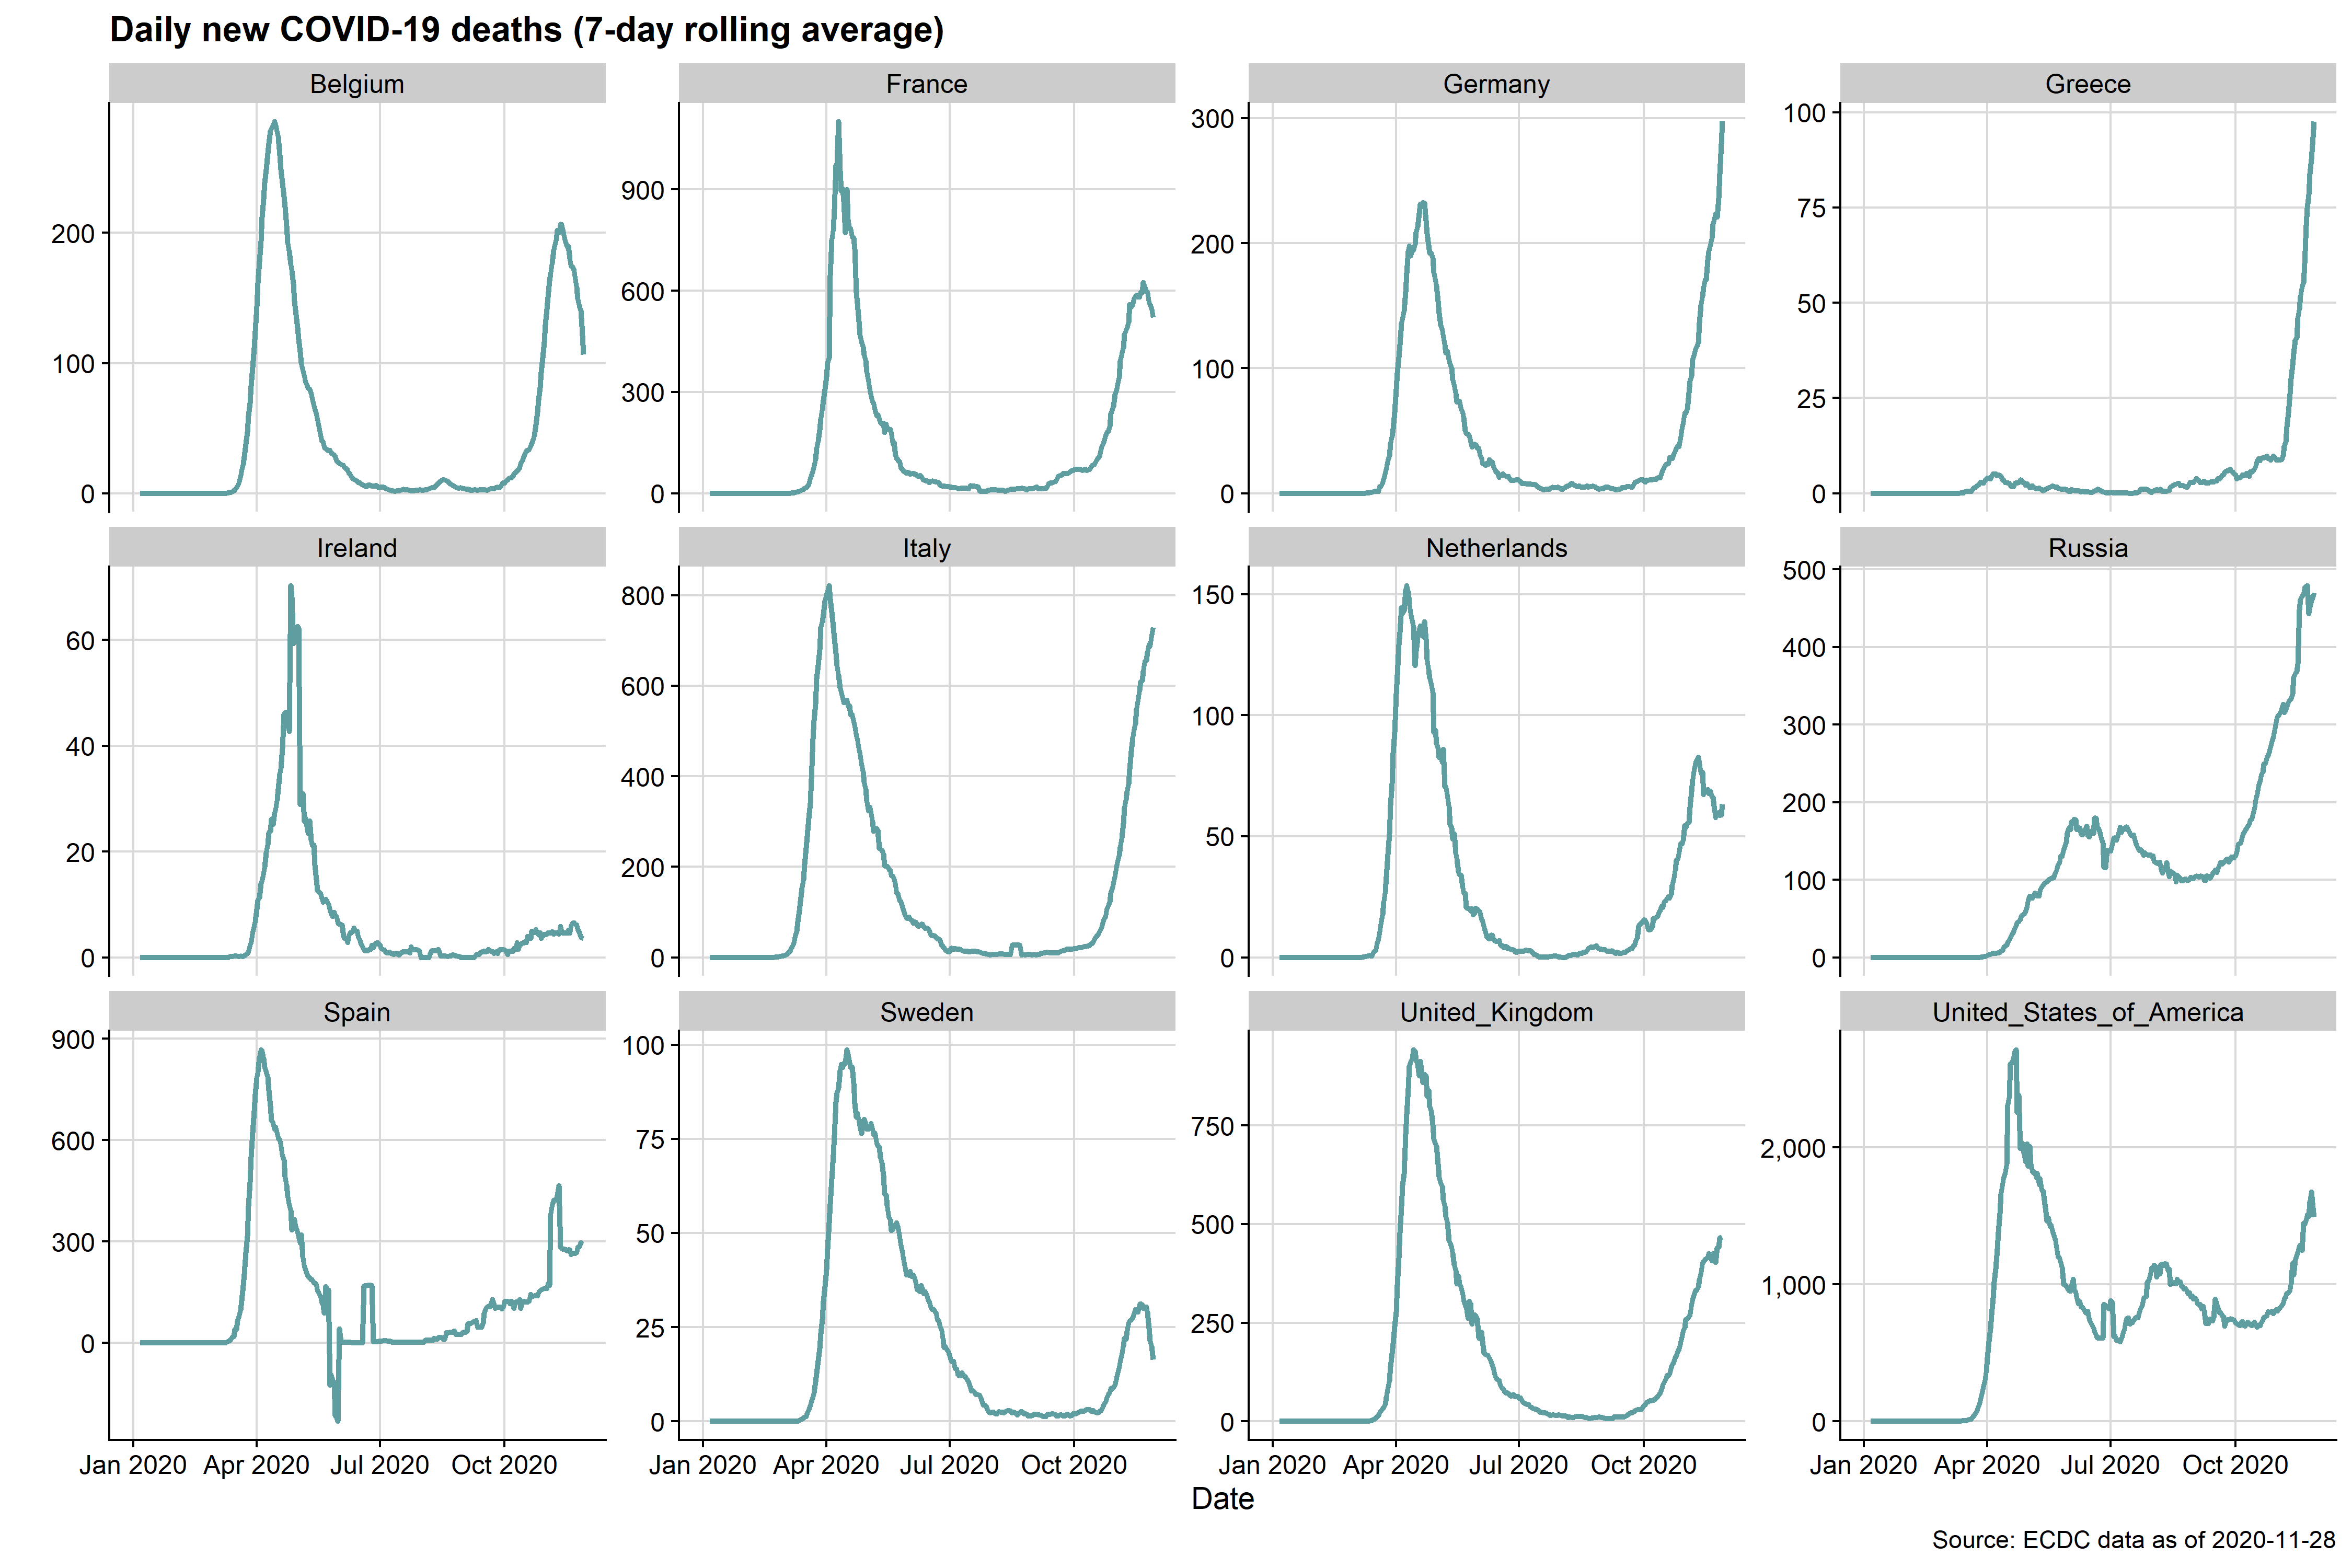 Daily new COVID-19 deaths (7-day rolling average)
Belgium
France
Germany
Greece
200
100
0
900
600
300
0
300
200
100
0
100
75
50
25
0
Ireland
Italy
Netherlands
Russia
60
40
20
0
800
600
400
200
0
150
100
50
0
500
400
300
200
100
0
Spain
Sweden
United_Kingdom
United_States_of_America
900
600
300
0
100
75
50
25
0
750
500
250
0
2,000
1,000
0
Jan 2020 Apr 2020 Jul 2020 Oct 2020
Jan 2020 Apr 2020 Jul 2020 Oct 2020
Jan 2020 Apr 2020 Jul 2020 Oct 2020
Jan 2020 Apr 2020 Jul 2020 Oct 2020
Date
Source: ECDC data as of 2020-11-28